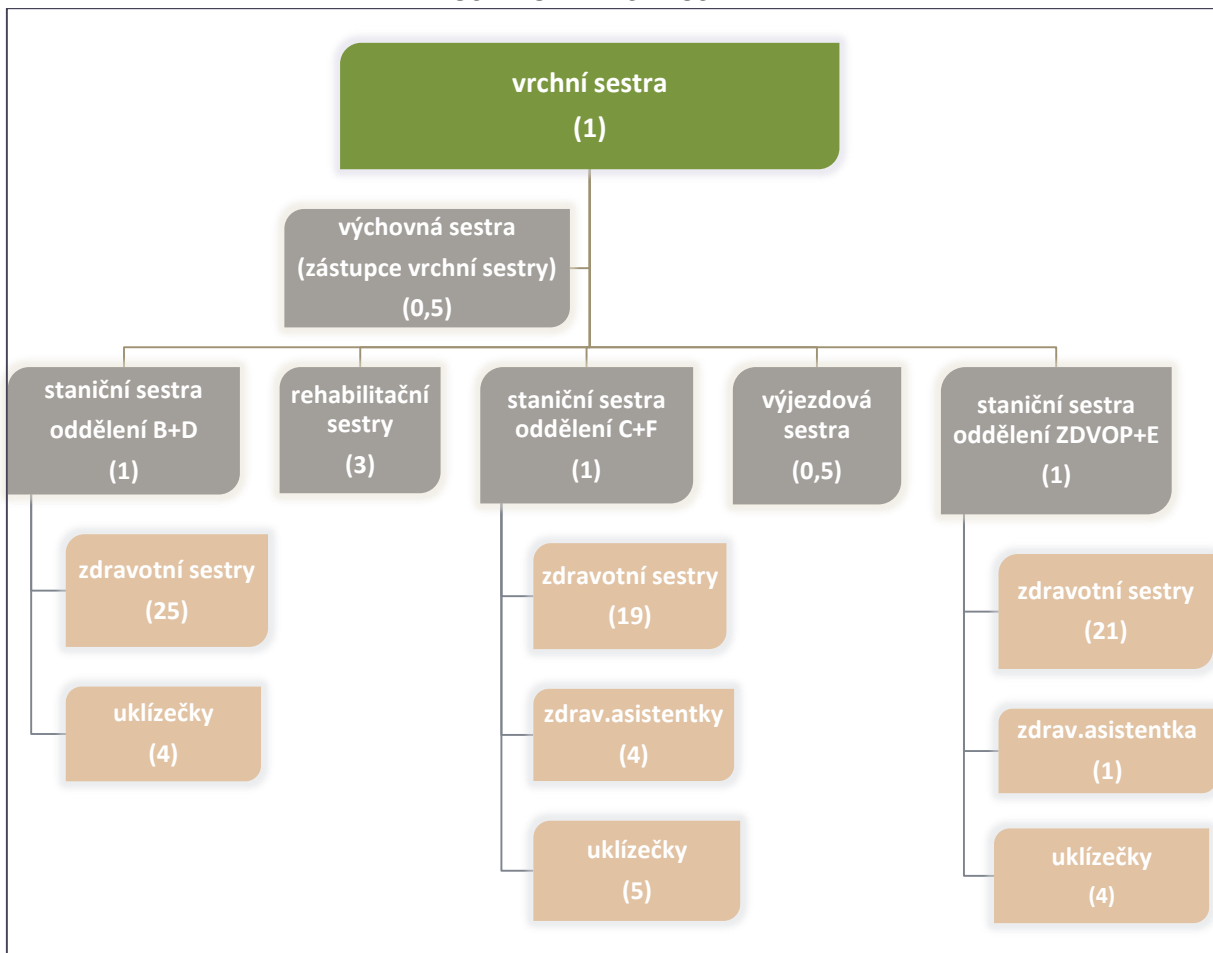 vrchní sestra
(1)
výchovná sestra
(zástupce vrchní sestry)
(0,5)
staniční sestra
oddělení B+D
(1)
rehabilitační
sestry
(3)
staniční sestra
oddělení C+F
(1)
výjezdová
sestra
(0,5)
staniční sestra
oddělení ZDVOP+E
(1)
zdravotní sestry
(25)
uklízečky
(4)
zdravotní sestry
(19)
zdrav.asistentky
(4)
uklízečky
(5)
zdravotní sestry
(21)
zdrav.asistentka
(1)
uklízečky
(4)